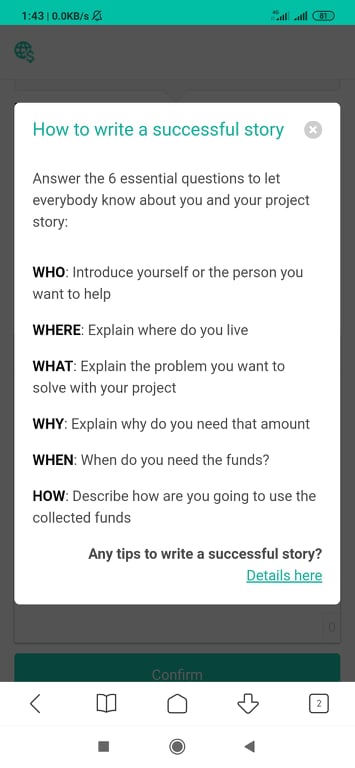 1:43 | 0.0KB/s
4G
81
How to write a successful story
Answer the 6 essential questions to let
everybody know about you and your project
story:
WHO: Introduce yourself or the person you
want to help
WHERE: Explain where do you live
WHAT: Explain the problem you want to
solve with your project
WHY: Explain why do you need that amount
WHEN: When do you need the funds?
HOW: Describe how are you going to use the
collected funds
Any tips to write a successful story?
Details here
0
Confirm
2